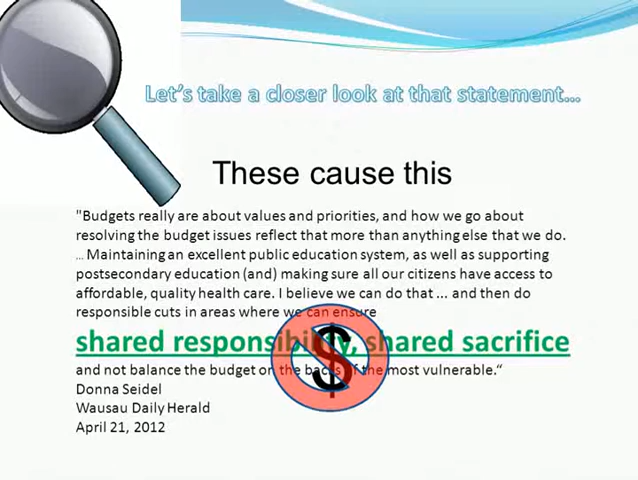 Let's take a closer look at that statement...
These cause this
"Budgets really are about values and priorities, and how we go about
resolving the budget issues reflect that more than anything else that we do.
... Maintaining an excellent public education system, as well as supporting
postsecondary education (and) making sure all our citizens have access to
affordable, quality health care. I believe we can do that ... and then do
responsible cuts in areas where we can ensure
shared responsibility, shared sacrifice
and not balance the budget on the backs of the most vulnerable.“
Donna Seidel
Wausau Daily Herald
April 21, 2012
$